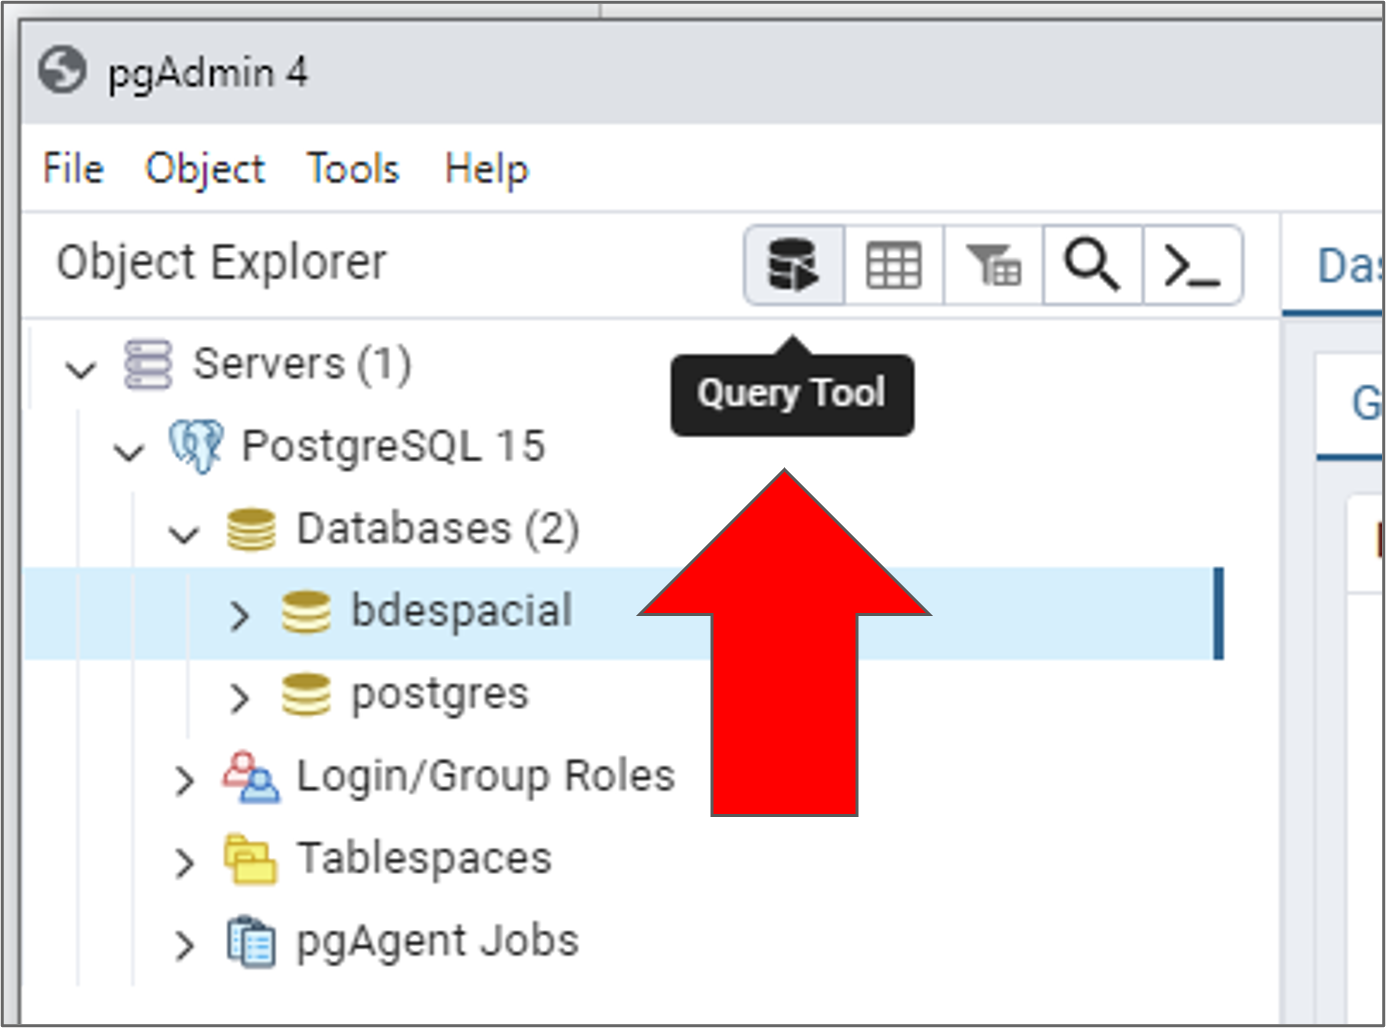 pgAdmin 4
File Object Tools Help
Object Explorer
Servers (1)
Query Tool
PostgreSQL 15
Databases (2)
bdespacial
postgres
Login/Group Roles
Tablespaces
pgAgent Jobs